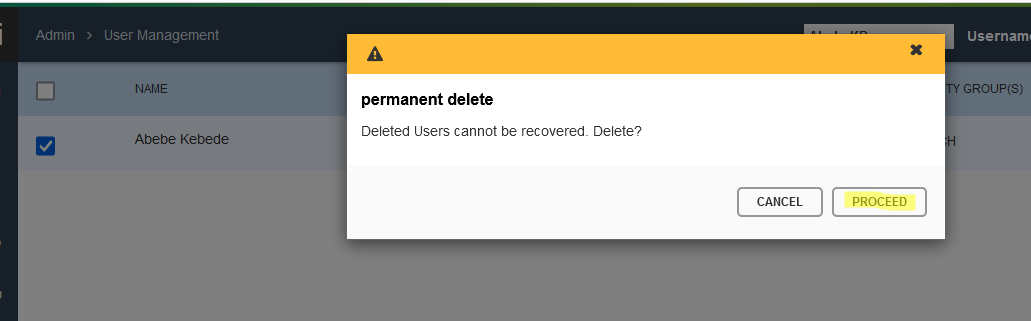 Admin > User Management
Username
permanent delete
NAME
TY GROUP(S)
Deleted Users cannot be recovered. Delete?
Abebe Kebede
CH
CANCEL
PROCEED